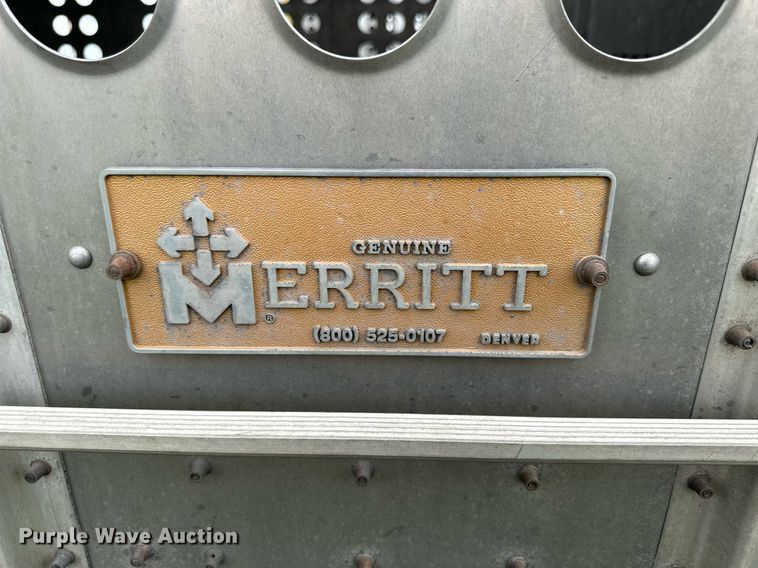 GENUINE
MERRITT®
(800) 525-0107 DENVER
Purple Wave Auction